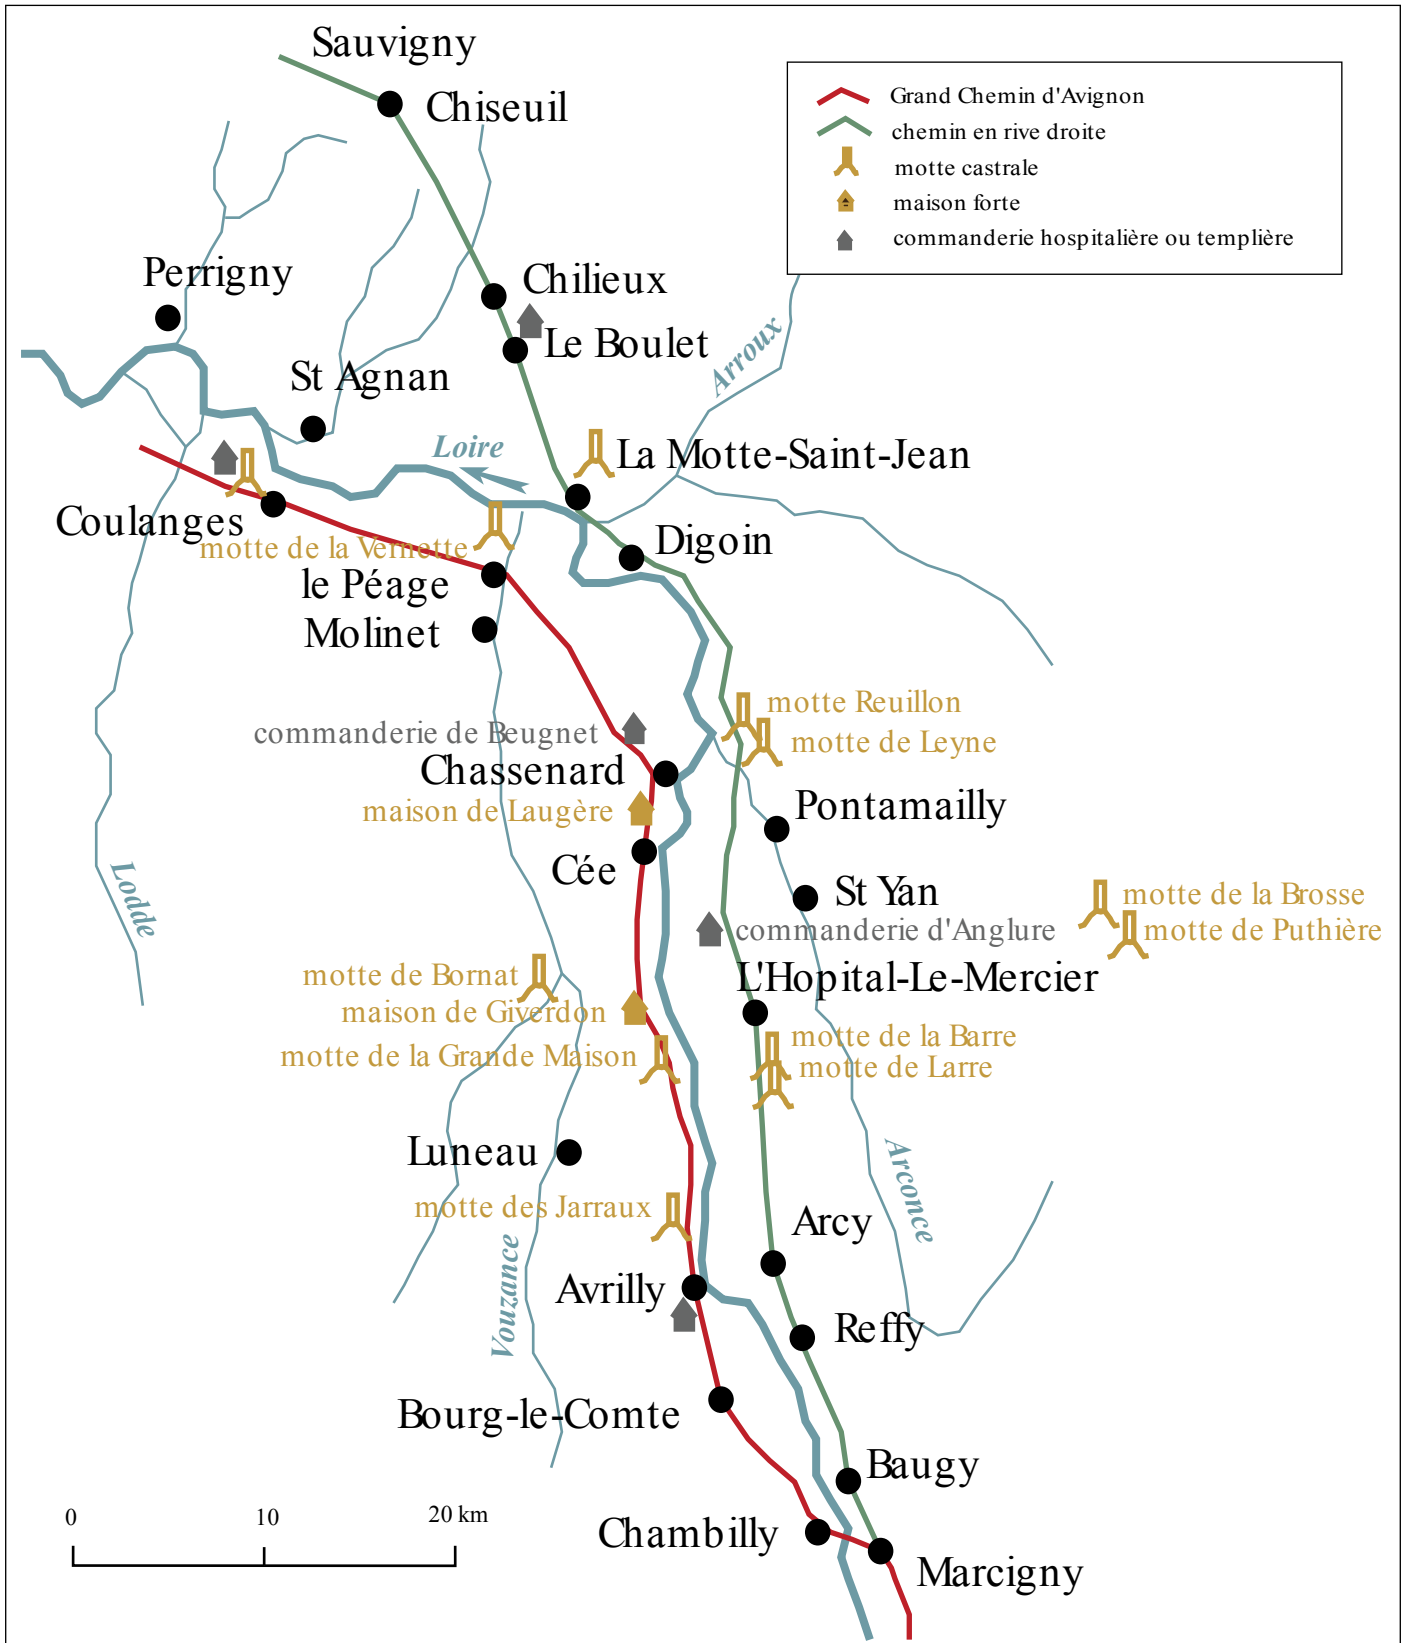 Sauvigny
Chiseuil
Grand Chemin d'Avignon
chemin en rive droite
motte castrale
maison forte
commanderie hospitalière ou templière
Perrigny
Chilieux
Le Boulet
Arroux
St Agnan
Loire
La Motte-Saint-Jean
Coulanges
motte de la Vernette
Digoin
le Péage
Molinet
motte Reuillon
commanderie de Beugnet
motte de Leyne
Chassenard
maison de Laugère
Pontamailly
Cée
St Yan
Lodde
motte de la Brosse
commanderie d'Anglure
motte de Puthière
motte de Bornat
L'Hopital-Le-Mercier
maison de Giverdon
motte de la Barre
motte de la Grande Maison
motte de Larre
Luneau
Arconce
motte des Jarraux
Arcy
Vouzance
Avrilly
Reffy
Bourg-le-Comte
Baugy
0 10 20 km
Chambilly
Marcigny